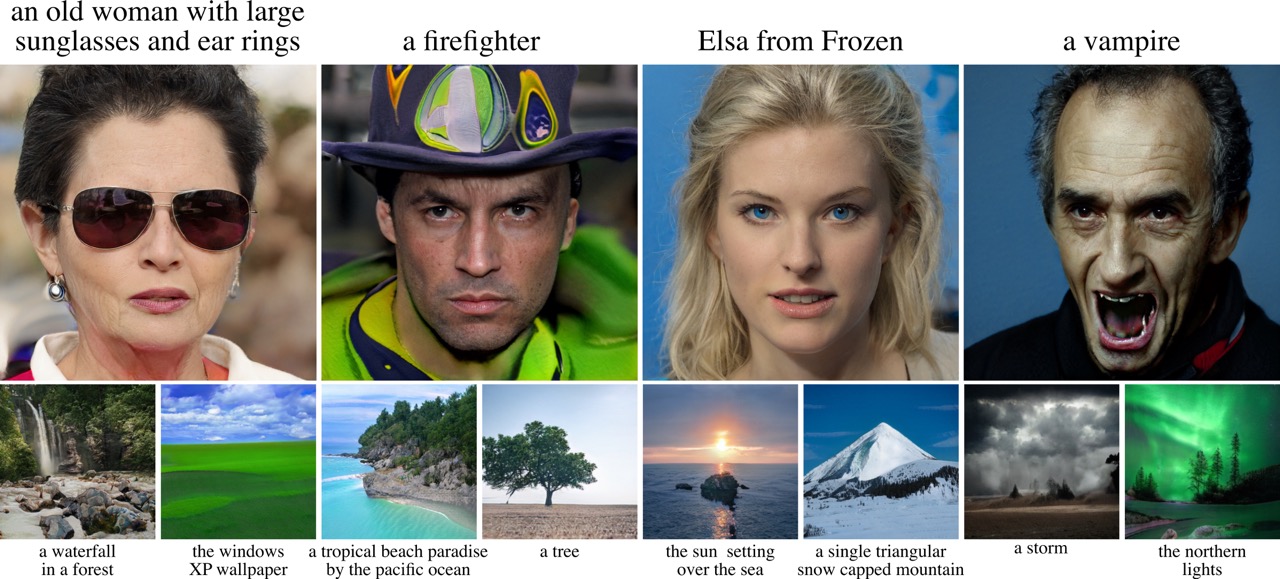 an old woman with large
sunglasses and ear rings
a firefighter
Elsa from Frozen
a vampire
a waterfall
in a forest
the windows
XP wallpaper
a tropical beach paradise
by the pacific ocean
a tree
the sun setting
over the sea
a single triangular
snow capped mountain
a storm
the northern
lights